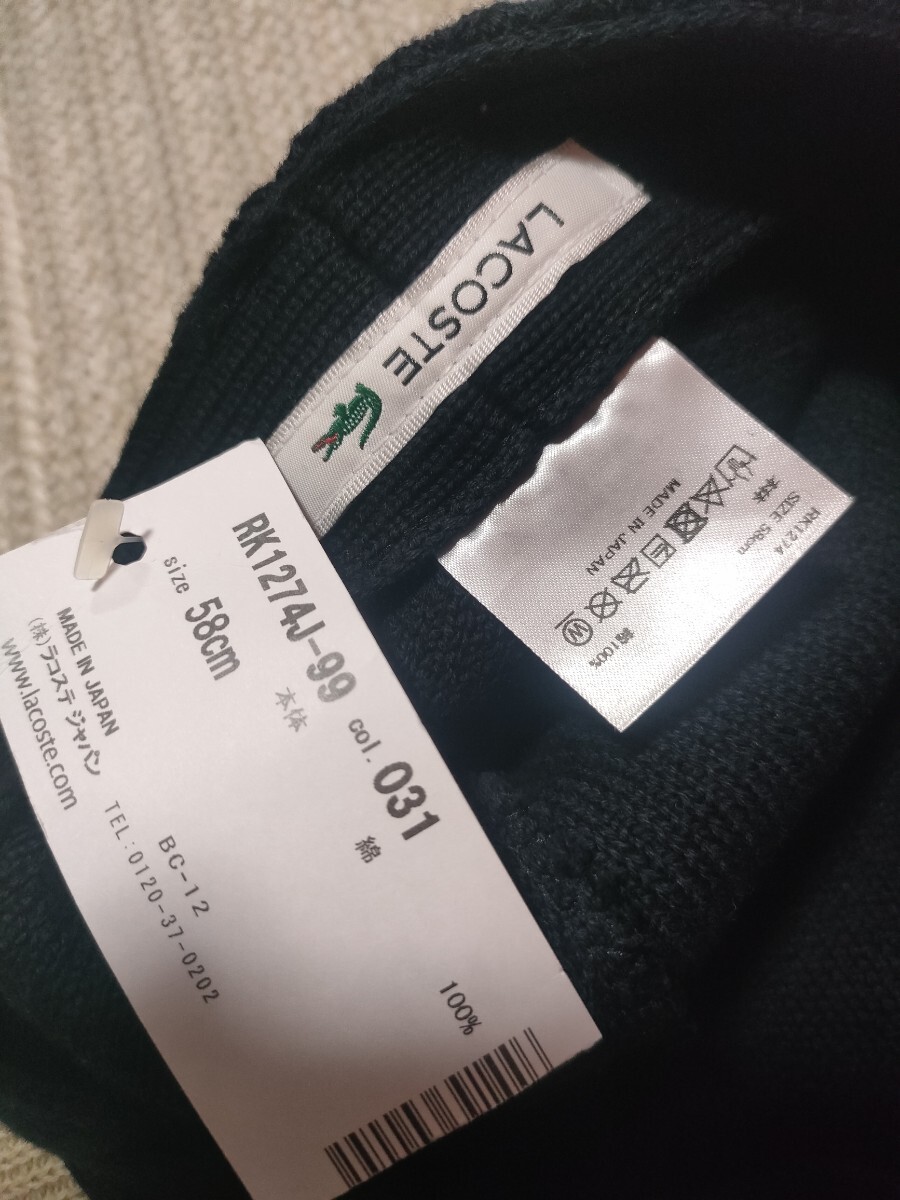 LACOSTE
RK1274J-99 col. 031
size 58cm 本体 綿 100%
MADE IN JAPAN
(株)ラコステ ジャパン BC-12
www.lacoste.com TEL:0120-37-0202
RK1274
SIZE 58cm
本体 綿100%
W
MADE IN JAPAN